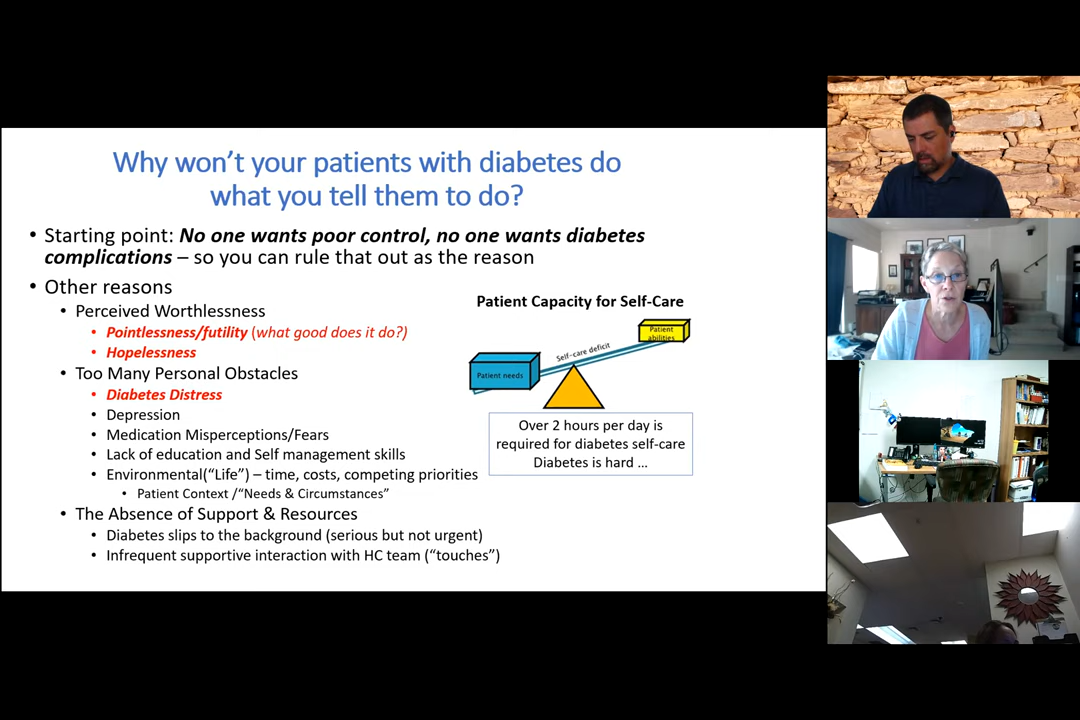 Why won’t your patients with diabetes do
what you tell them to do?
• Starting point: No one wants poor control, no one wants diabetes
complications – so you can rule that out as the reason
• Other reasons
• Perceived Worthlessness
• Pointlessness/futility (what good does it do?)
• Hopelessness
• Too Many Personal Obstacles
• Diabetes Distress
• Depression
• Medication Misperceptions/Fears
• Lack of education and Self management skills
• Environmental(“Life”) – time, costs, competing priorities
• Patient Context /“Needs & Circumstances”
• The Absence of Support & Resources
• Diabetes slips to the background (serious but not urgent)
• Infrequent supportive interaction with HC team (“touches”)
Patient Capacity for Self-Care
Patient
abilities
Self-care deficit
Patient needs
Over 2 hours per day is
required for diabetes self-care
Diabetes is hard ...